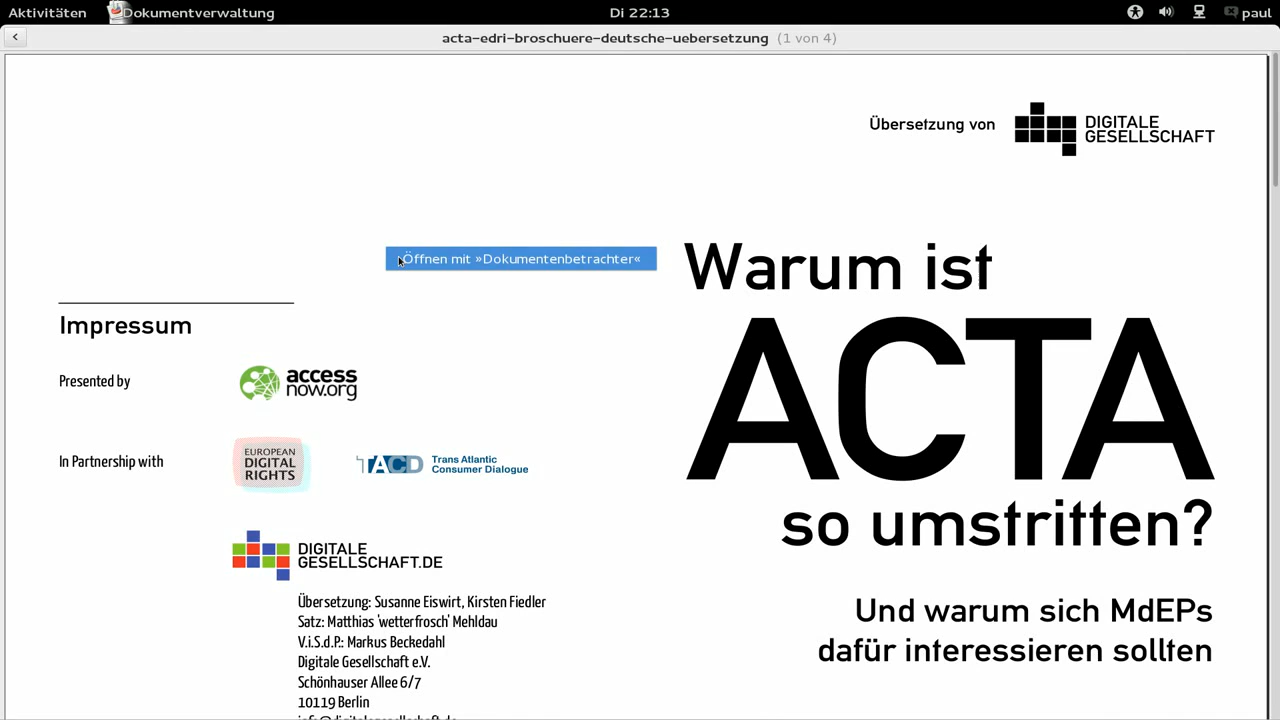 Aktivitäten Dokumentverwaltung Di 22:13 paul
acta-edri-broschuere-deutsche-uebersetzung (1 von 4)
Übersetzung von DIGITALE
GESELLSCHAFT
Öffnen mit »Dokumentenbetrachter«
Warum ist
ACTA
so umstritten?
Und warum sich MdEPs
dafür interessieren sollten
Impressum
Presented by
access
now.org
In Partnership with
EUROPEAN
DIGITAL
RIGHTS
TACD Trans Atlantic
Consumer Dialogue
DIGITALE
GESELLSCHAFT.DE
Übersetzung: Susanne Eiswirt, Kirsten Fiedler
Satz: Matthias 'wetterfrosch' Mehldau
V.i.S.d.P.: Markus Beckedahl
Digitale Gesellschaft e.V.
Schönhauser Allee 6/7
10119 Berlin